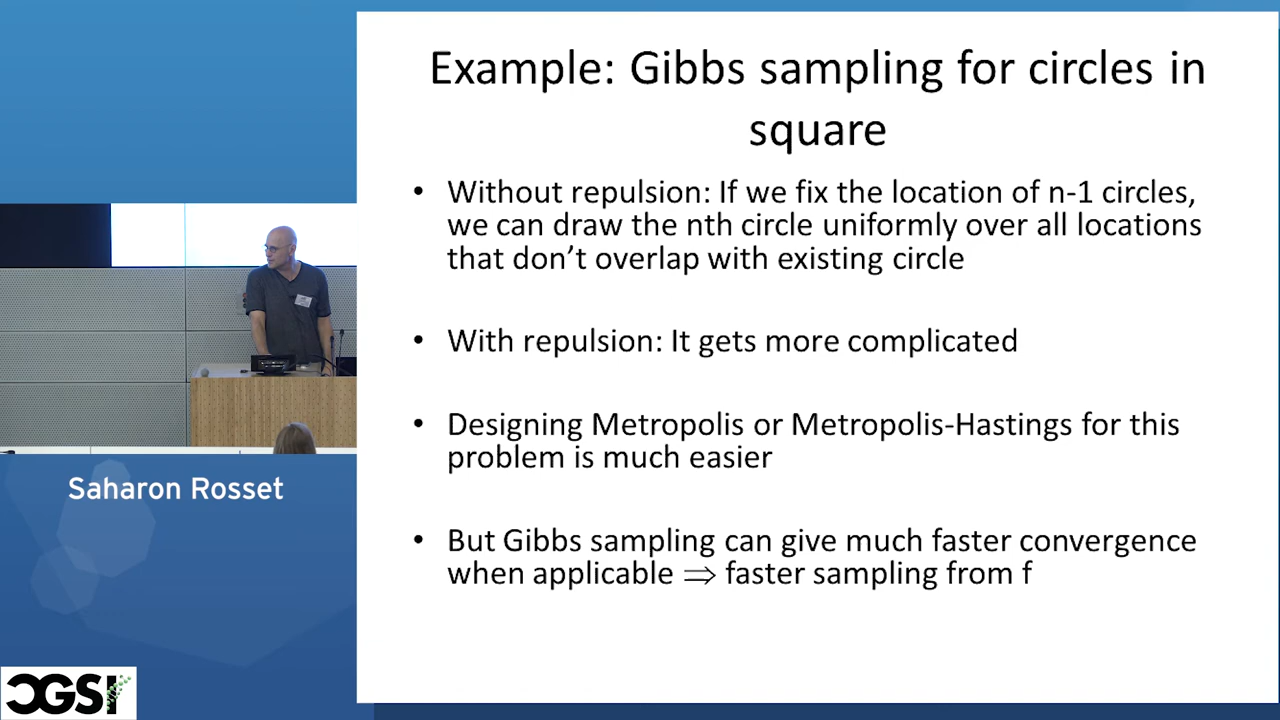 Example: Gibbs sampling for circles in
square
• Without repulsion: If we fix the location of n-1 circles,
we can draw the nth circle uniformly over all locations
that don’t overlap with existing circle
• With repulsion: It gets more complicated
• Designing Metropolis or Metropolis-Hastings for this
problem is much easier
• But Gibbs sampling can give much faster convergence
when applicable ⇒ faster sampling from f
Saharon Rosset
CGSI